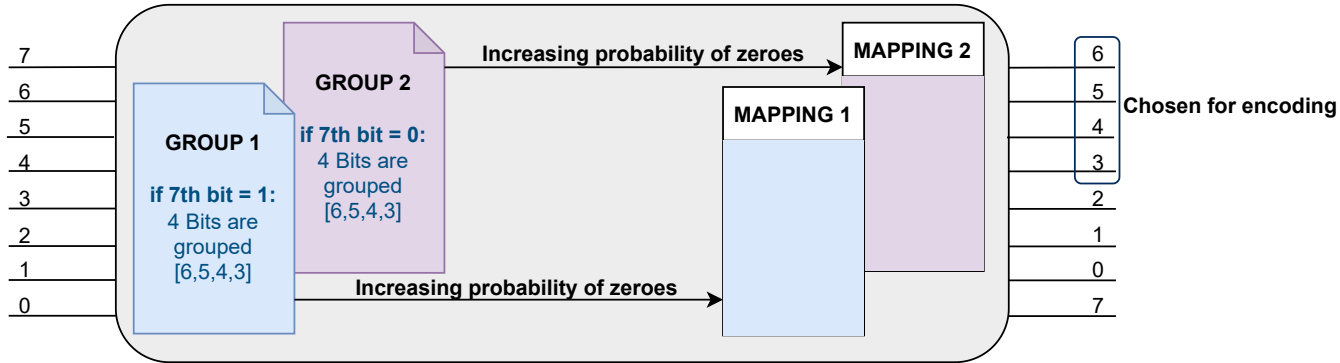 7
6
5
4
3
2
1
0
GROUP 1
if 7th bit = 1:
4 Bits are
grouped
[6,5,4,3]
GROUP 2
if 7th bit = 0:
4 Bits are
grouped
[6,5,4,3]
Increasing probability of zeroes
Increasing probability of zeroes
MAPPING 1
MAPPING 2
6
5
4
3
2
1
0
7
Chosen for encoding